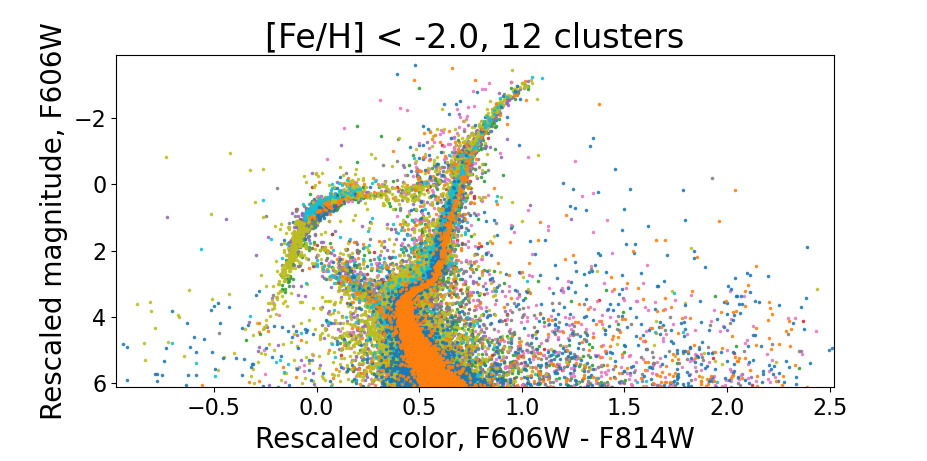 [Fe/H] < -2.0, 12 clusters
Rescaled magnitude, F606W
−2
0
2
4
6
−0.5 0.0 0.5 1.0 1.5 2.0 2.5
Rescaled color, F606W - F814W